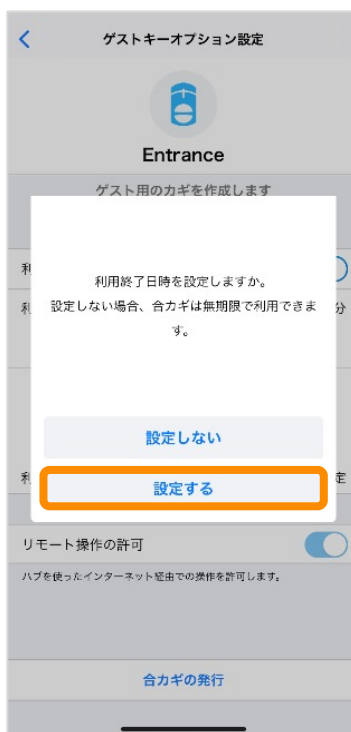 ゲストキーオプション設定
Entrance
ゲスト用のカギを作成します
利用終了日時を設定しますか。
設定しない場合、合カギは無期限で利用できま
す。
利
利
分
設定しない
利
定
設定する
リモート操作の許可
ハブを使ったインターネット経由での操作を許可します。
合カギの発行